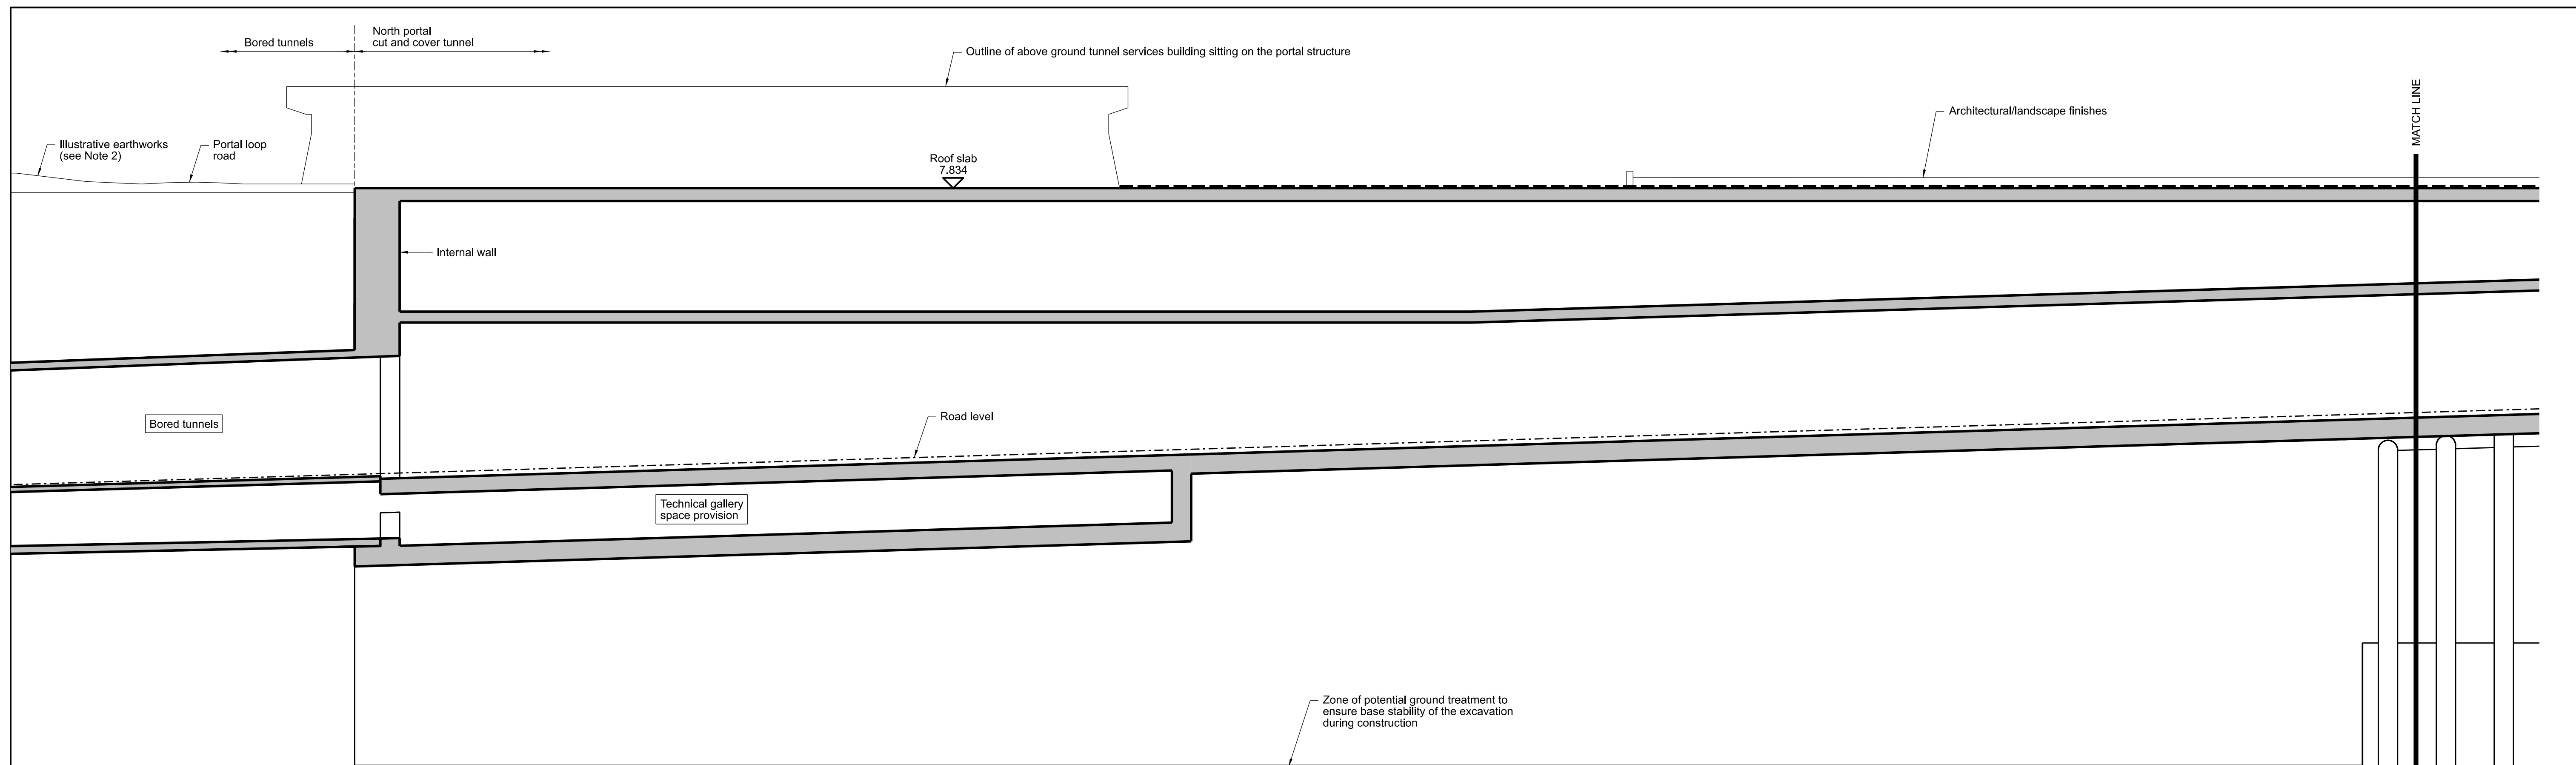 Bored tunnels
North portal
cut and cover tunnel
Outline of above ground tunnel services building sitting on the portal structure
MATCH LINE
Architectural/landscape finishes
Illustrative earthworks
(see Note 2)
Portal loop
road
Roof slab
7.834
Internal wall
Road level
Bored tunnels
Technical gallery
space provision
Zone of potential ground treatment to
ensure base stability of the excavation
during construction